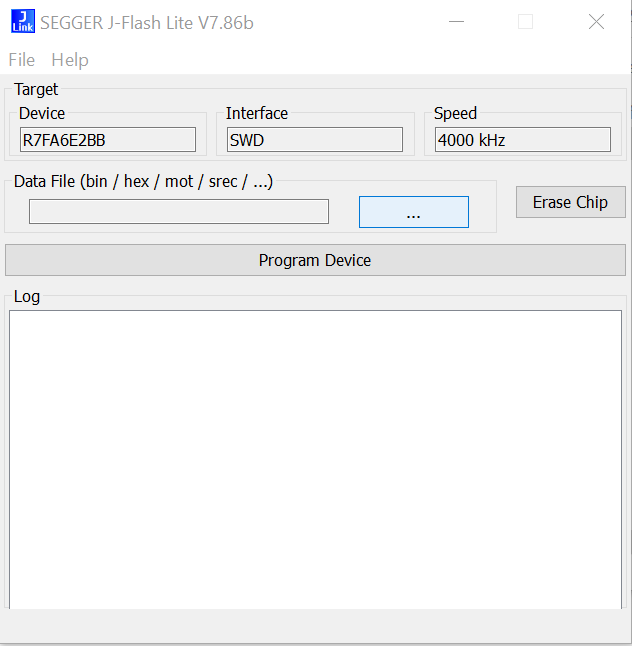 J Link SEGGER J-Flash Lite V7.86b
File Help
Target
Device Interface Speed
R7FA6E2BB SWD 4000 kHz
Data File (bin / hex / mot / srec / ...)
... Erase Chip
Program Device
Log